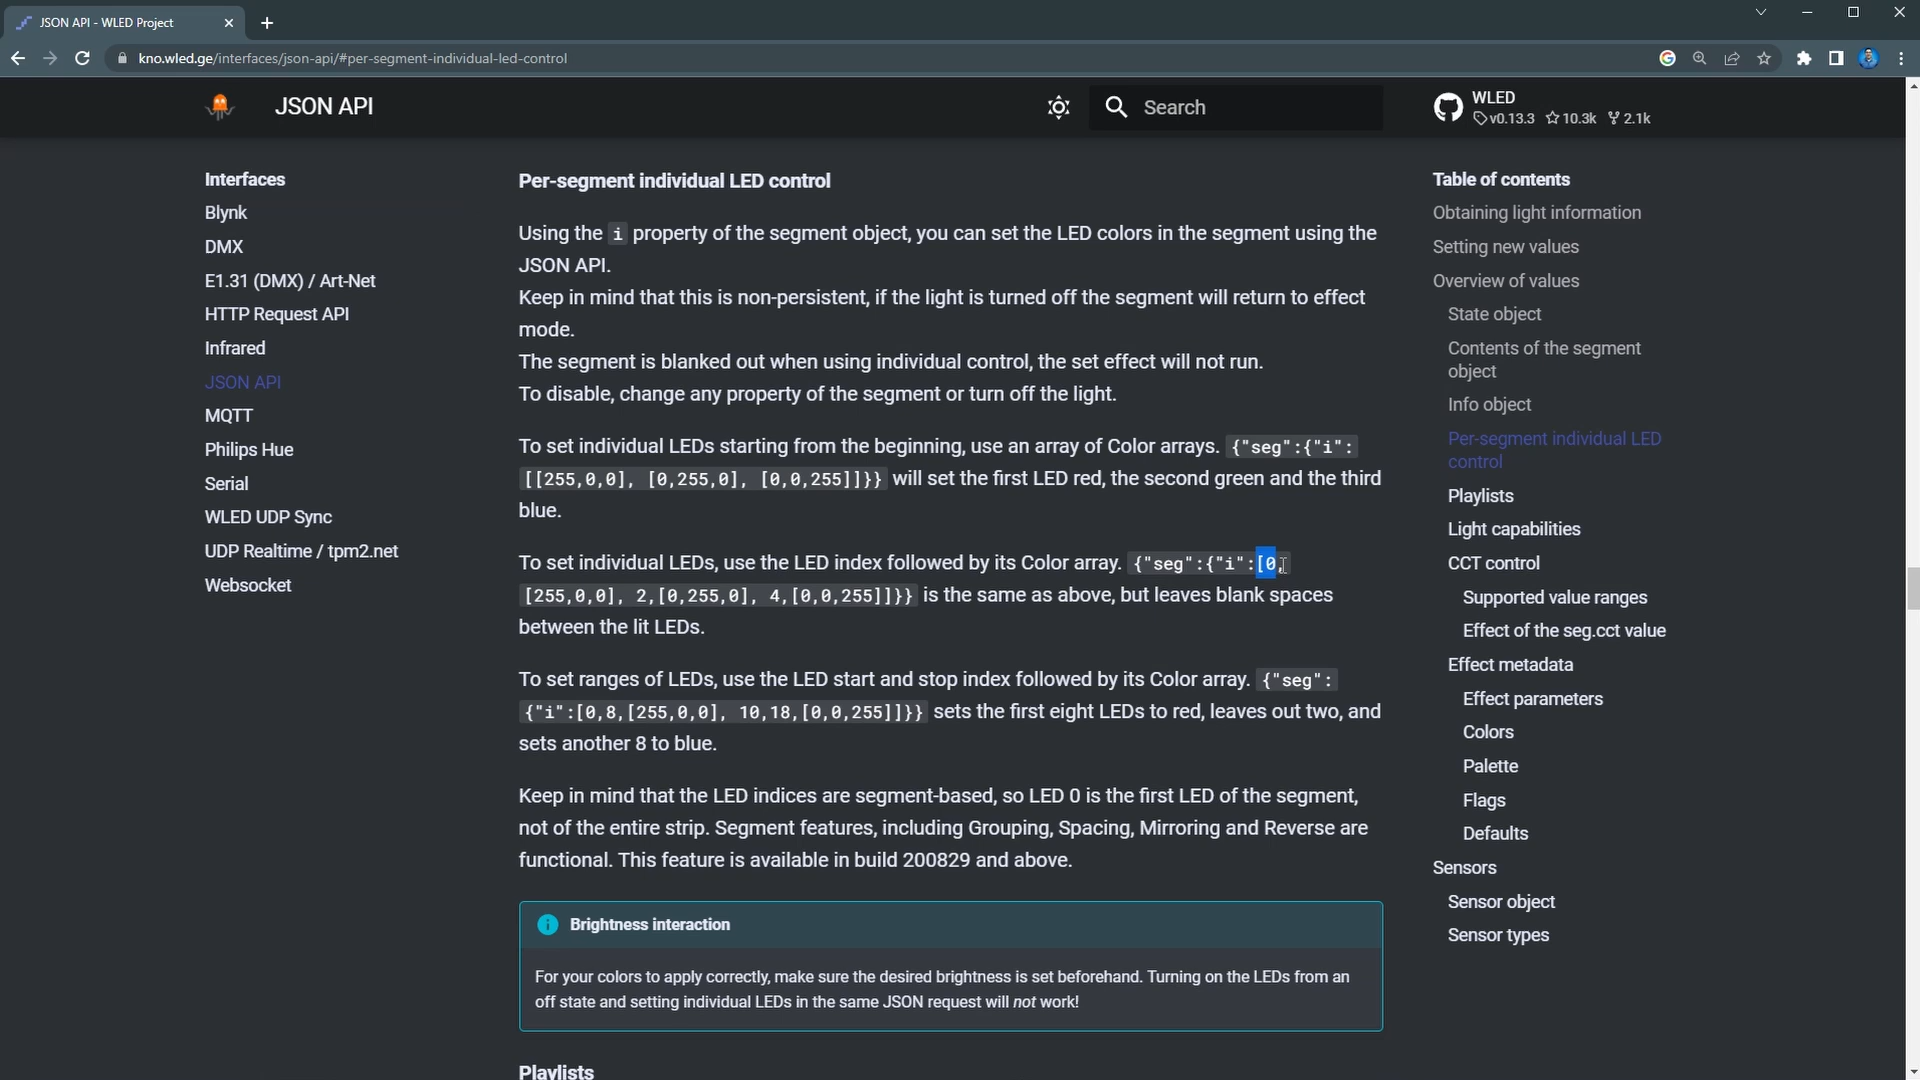 JSON API - WLED Project
kno.wled.ge/interfaces/json-api/#per-segment-individual-led-control
JSON API
Search
WLED
v0.13.3 10.3k 2.1k
Interfaces
Blynk
DMX
E1.31 (DMX) / Art-Net
HTTP Request API
Infrared
JSON API
MQTT
Philips Hue
Serial
WLED UDP Sync
UDP Realtime / tpm2.net
Websocket
Per-segment individual LED control
Using the i property of the segment object, you can set the LED colors in the segment using the
JSON API.
Keep in mind that this is non-persistent, if the light is turned off the segment will return to effect
mode.
The segment is blanked out when using individual control, the set effect will not run.
To disable, change any property of the segment or turn off the light.
To set individual LEDs starting from the beginning, use an array of Color arrays. {"seg":{"i":
[[255,0,0], [0,255,0], [0,0,255]]}} will set the first LED red, the second green and the third
blue.
To set individual LEDs, use the LED index followed by its Color array. {"seg":{"i":[0,
[255,0,0], 2,[0,255,0], 4,[0,0,255]]}} is the same as above, but leaves blank spaces
between the lit LEDs.
To set ranges of LEDs, use the LED start and stop index followed by its Color array. {"seg":
{"i":[0,8,[255,0,0], 10,18,[0,0,255]]}} sets the first eight LEDs to red, leaves out two, and
sets another 8 to blue.
Keep in mind that the LED indices are segment-based, so LED 0 is the first LED of the segment,
not of the entire strip. Segment features, including Grouping, Spacing, Mirroring and Reverse are
functional. This feature is available in build 200829 and above.
Brightness interaction
For your colors to apply correctly, make sure the desired brightness is set beforehand. Turning on the LEDs from an
off state and setting individual LEDs in the same JSON request will not work!
Playlists
Table of contents
Obtaining light information
Setting new values
Overview of values
State object
Contents of the segment
object
Info object
Per-segment individual LED
control
Playlists
Light capabilities
CCT control
Supported value ranges
Effect of the seg.cct value
Effect metadata
Effect parameters
Colors
Palette
Flags
Defaults
Sensors
Sensor object
Sensor types